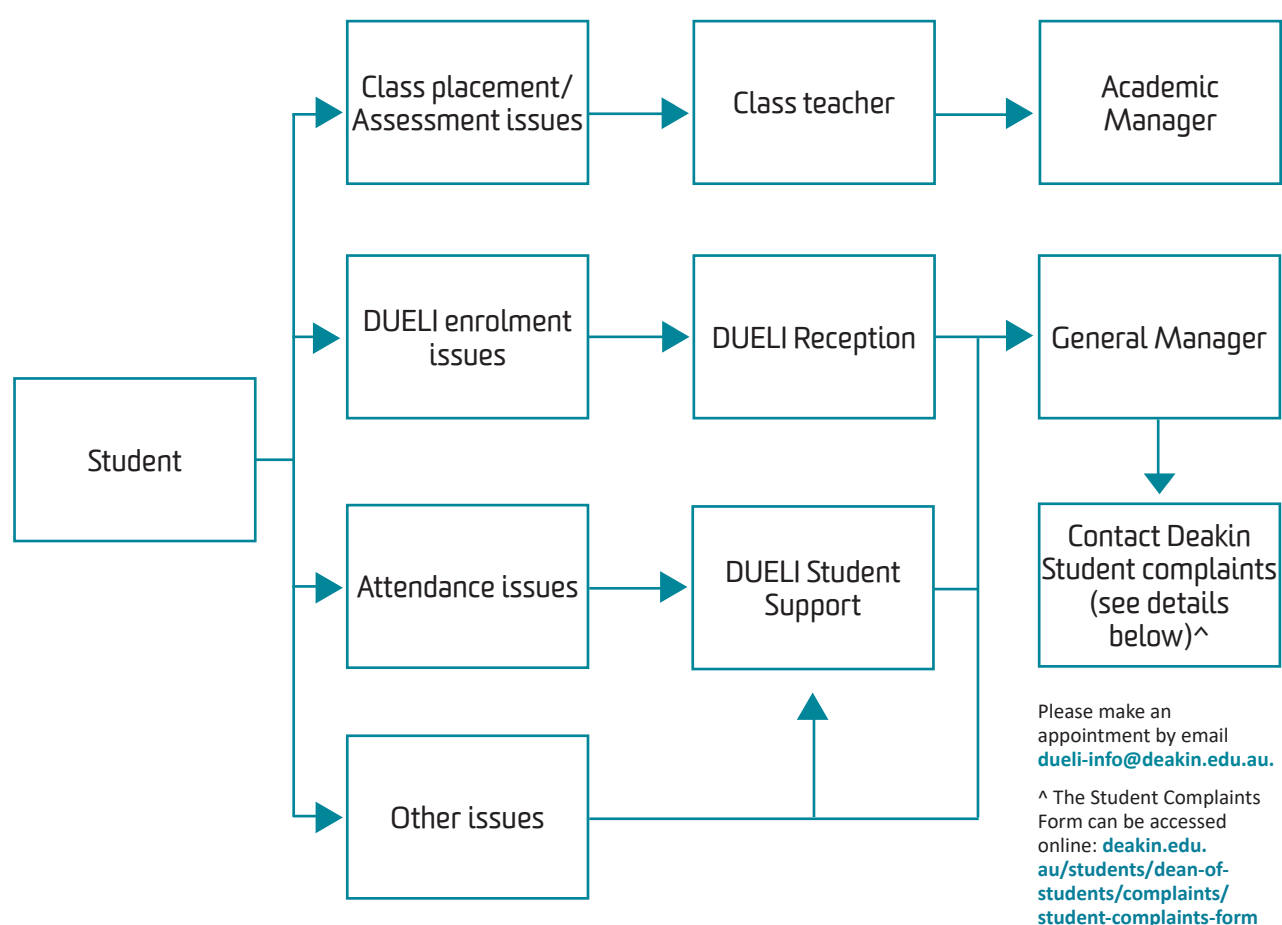 Class placement/
Assessment issues
Class teacher
Academic
Manager
DUELI enrolment
issues
DUELI Reception
General Manager
Student
Attendance issues
DUELI Student
Support
Contact Deakin
Student complaints
(see details
below)^
Other issues
Please make an
appointment by email
dueli-info@deakin.edu.au.
^ The Student Complaints
Form can be accessed
online: deakin.edu.
au/students/dean-of-
students/complaints/
student-complaints-form